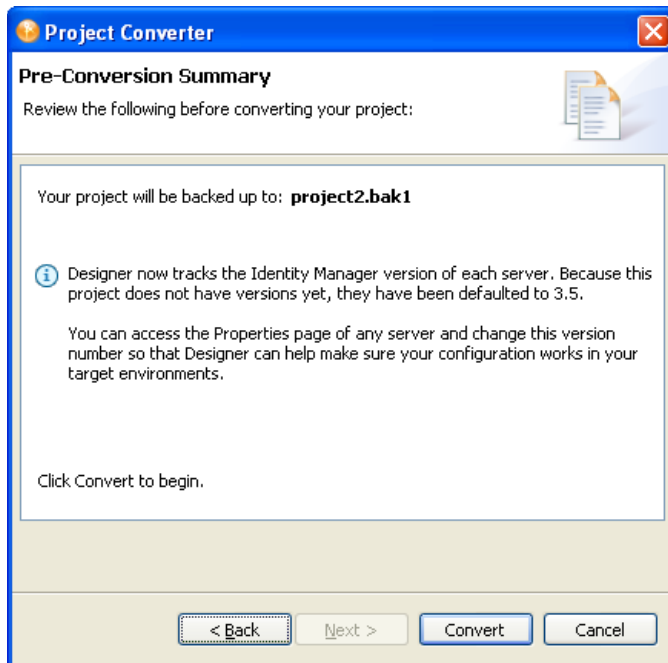 Project Converter
Pre-Conversion Summary
Review the following before converting your project:
Your project will be backed up to: project2.bak1
Designer now tracks the Identity Manager version of each server. Because this
project does not have versions yet, they have been defaulted to 3.5.
You can access the Properties page of any server and change this version
number so that Designer can help make sure your configuration works in your
target environments.
Click Convert to begin.
< Back
Next >
Convert
Cancel